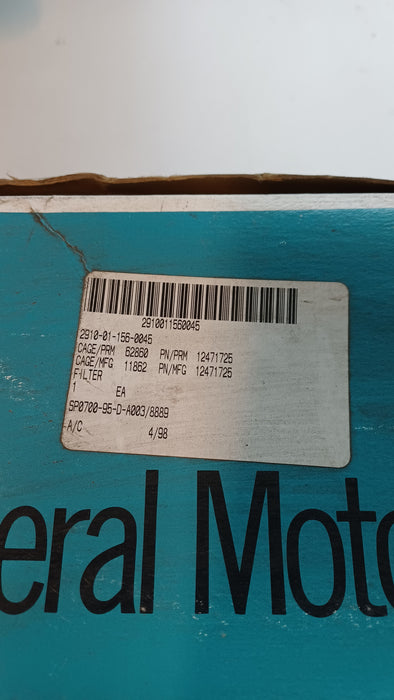 2910011560045
2910-01-156-0045
CAGE/PRM 62860 PN/PRM 12471725
CAGE/MFG 11862 PN/MFG 12471725
FILTER
1 EA
SP0700-95-D-A003/8889
A/C 4/98
eral Moto